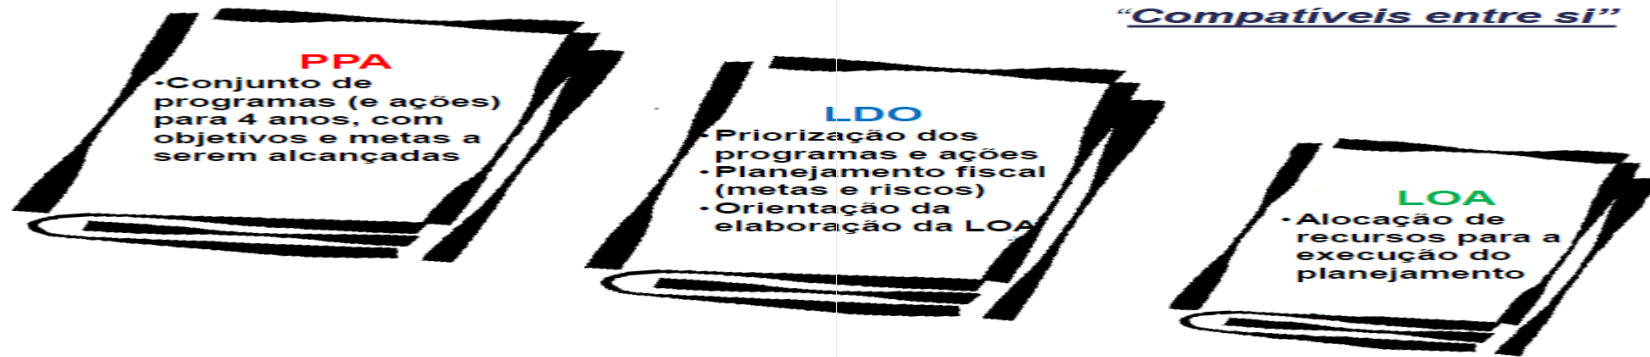 “Compatíveis entre si”
PPA
•Conjunto de
programas (e ações)
para 4 anos, com
objetivos e metas a
serem alcançadas
LDO
•Priorização dos
programas e ações
•Planejamento fiscal
(metas e riscos)
•Orientação da
elaboração da LOA
LOA
•Alocação de
recursos para a
execução do
planejamento